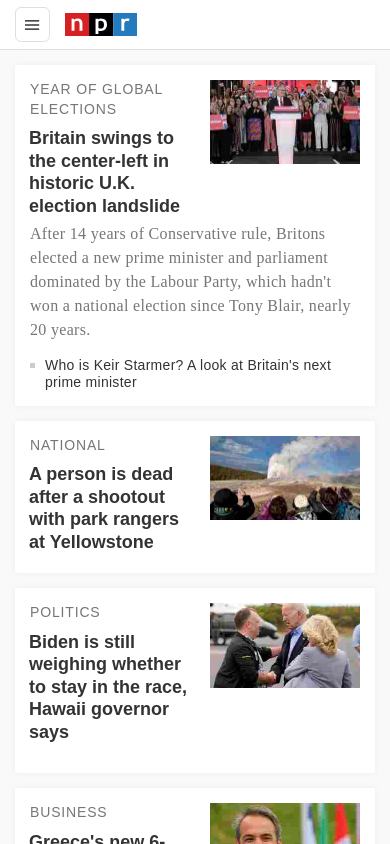 npr
YEAR OF GLOBAL
ELECTIONS
Britain swings to
the center-left in
historic U.K.
election landslide
After 14 years of Conservative rule, Britons
elected a new prime minister and parliament
dominated by the Labour Party, which hadn't
won a national election since Tony Blair, nearly
20 years.
Who is Keir Starmer? A look at Britain's next
prime minister
NATIONAL
A person is dead
after a shootout
with park rangers
at Yellowstone
POLITICS
Biden is still
weighing whether
to stay in the race,
Hawaii governor
says
BUSINESS
Greece's new 6-